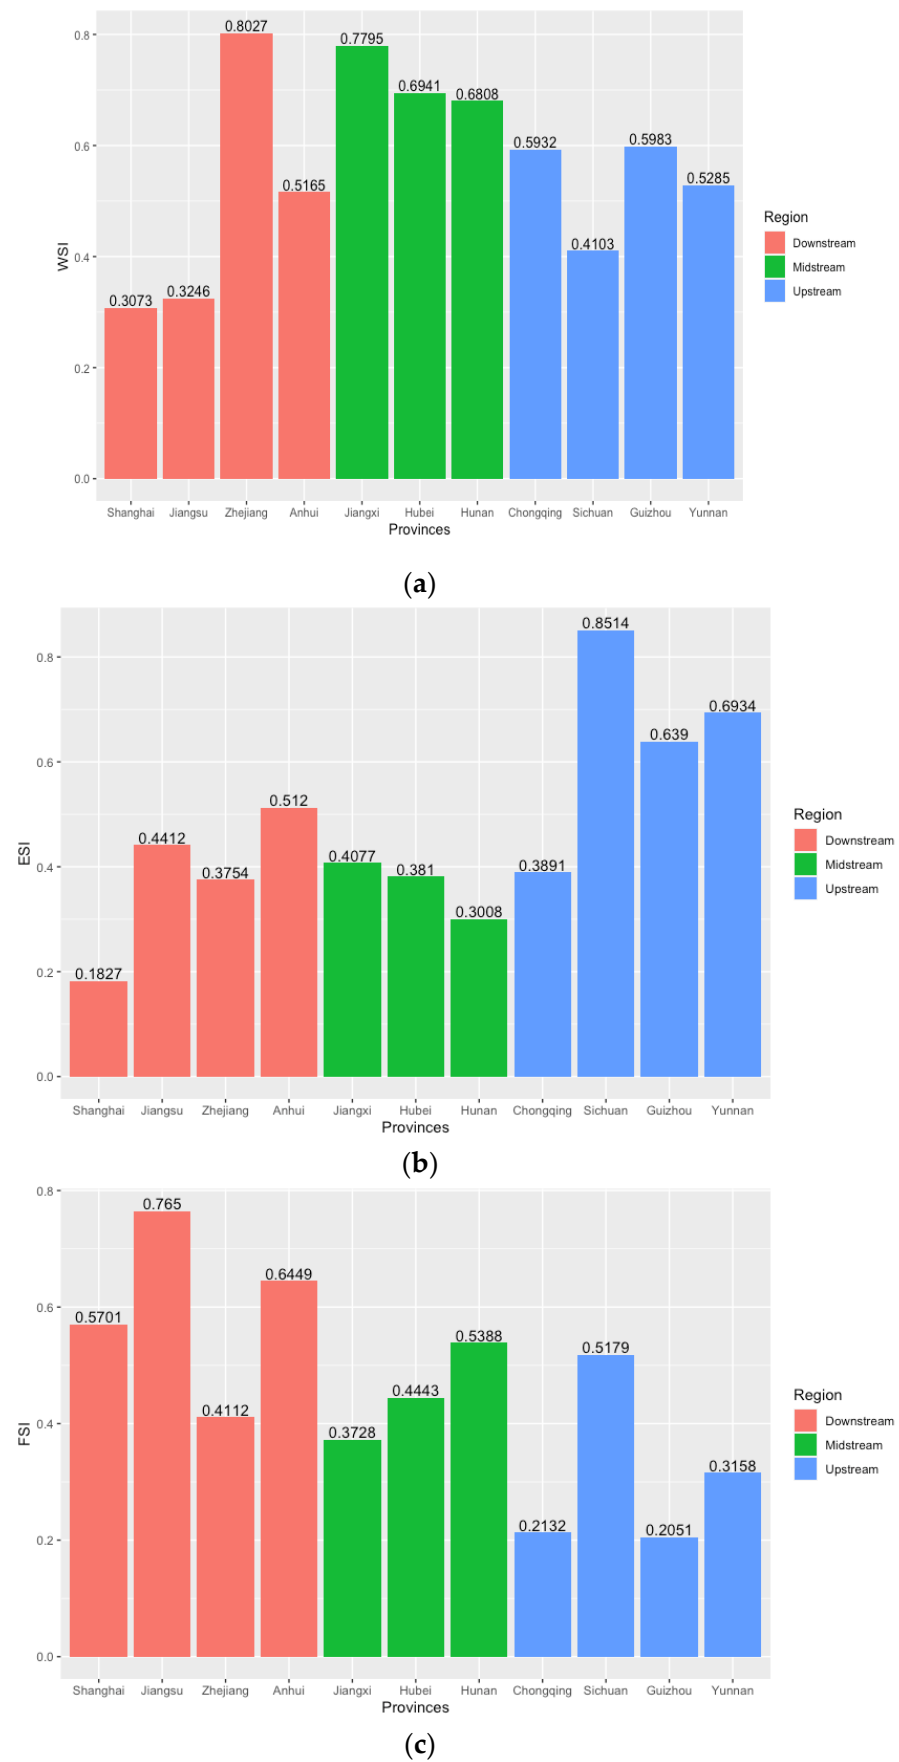 0.8027
0.7795
0.6941
0.6808
0.5932
0.5983
0.5165
0.5285
0.4103
0.3073
0.3246
0.8
0.6
0.4
0.2
0.0
WSI
Region
Downstream
Midstream
Upstream
Shanghai Jiangsu Zhejiang Anhui Jiangxi Hubei Hunan Chongqing Sichuan Guizhou Yunnan
Provinces
(a)
0.8514
0.6934
0.639
0.512
0.4412
0.4077
0.3754
0.381
0.3891
0.3008
0.1827
0.8
0.6
0.4
0.2
0.0
ESI
Region
Downstream
Midstream
Upstream
Shanghai Jiangsu Zhejiang Anhui Jiangxi Hubei Hunan Chongqing Sichuan Guizhou Yunnan
Provinces
(b)
0.765
0.6449
0.5701
0.5388
0.5179
0.4443
0.4112
0.3728
0.3158
0.2132
0.2051
0.8
0.6
0.4
0.2
0.0
FSI
Region
Downstream
Midstream
Upstream
Shanghai Jiangsu Zhejiang Anhui Jiangxi Hubei Hunan Chongqing Sichuan Guizhou Yunnan
Provinces
(c)